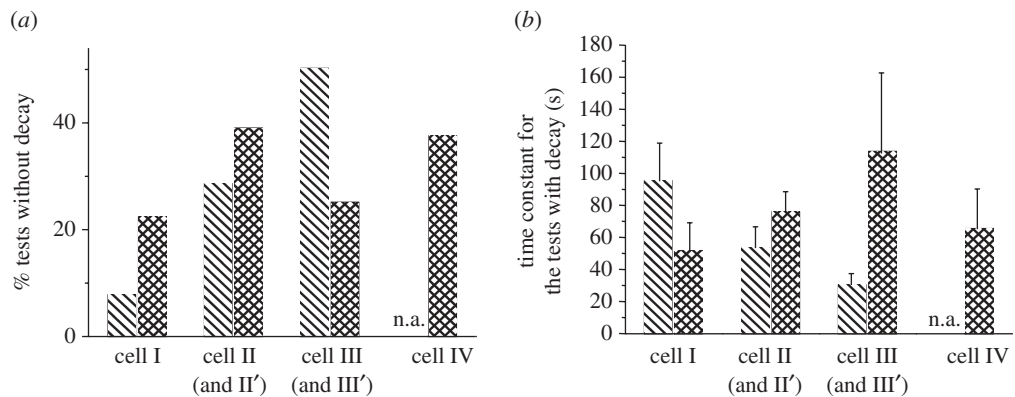 (a)
% tests without decay
40
20
0
n.a.
cell I
cell II
(and II′)
cell III
(and III′)
cell IV
(b)
time constant for
the tests with decay (s)
180
160
140
120
100
80
60
40
20
0
n.a.
cell I
cell II
(and II′)
cell III
(and III′)
cell IV